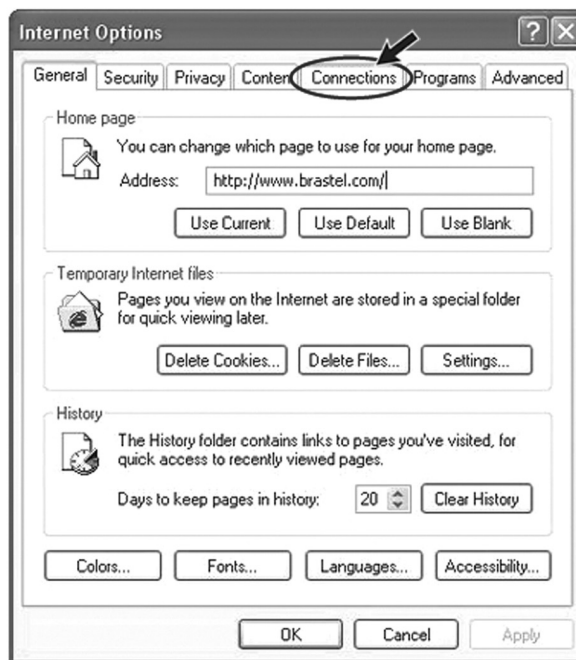 Internet Options
General Security Privacy Conten Connections Programs Advanced
Home page
You can change which page to use for your home page.
Address: http://www.brastel.com/
Use Current Use Default Use Blank
Temporary Internet files
Pages you view on the Internet are stored in a special folder
for quick viewing later.
Delete Cookies... Delete Files... Settings...
History
The History folder contains links to pages you've visited, for
quick access to recently viewed pages.
Days to keep pages in history: 20 Clear History
Colors... Fonts... Languages... Accessibility...
OK Cancel Apply